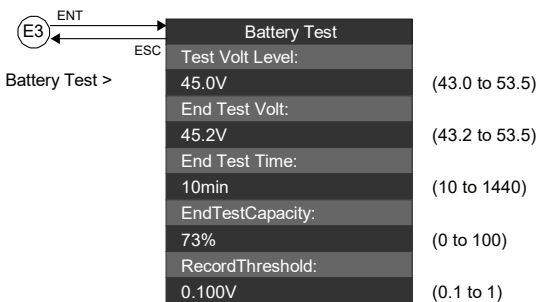 ENT
E3
ESC
Battery Test >
Battery Test
Test Volt Level:
45.0V (43.0 to 53.5)
End Test Volt:
45.2V (43.2 to 53.5)
End Test Time:
10min (10 to 1440)
EndTestCapacity:
73% (0 to 100)
RecordThreshold:
0.100V (0.1 to 1)